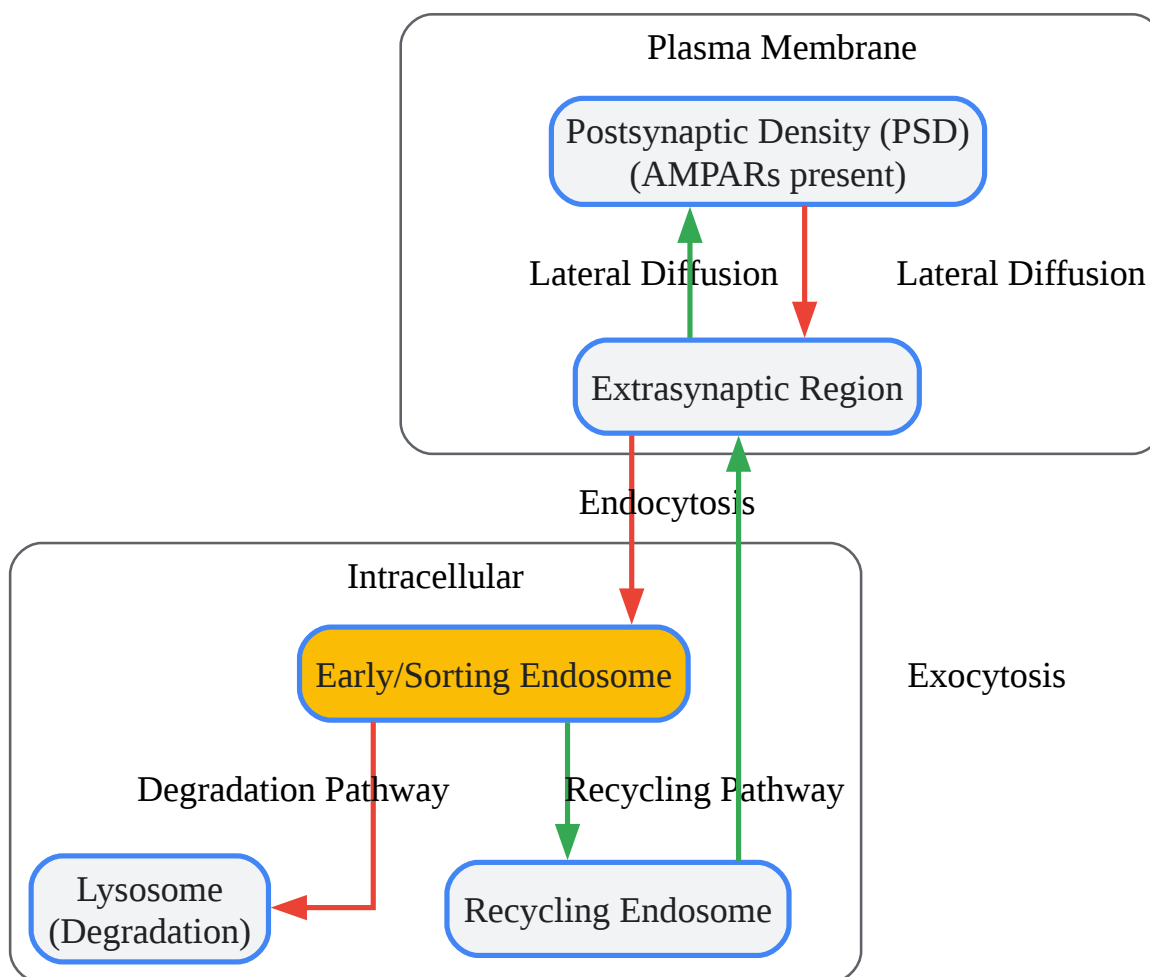 Plasma Membrane
Postsynaptic Density (PSD)
(AMPARs present)
Lateral Diffusion
Lateral Diffusion
Extrasynaptic Region
Endocytosis
Intracellular
Early/Sorting Endosome
Exocytosis
Degradation Pathway
Recycling Pathway
Lysosome
(Degradation)
Recycling Endosome